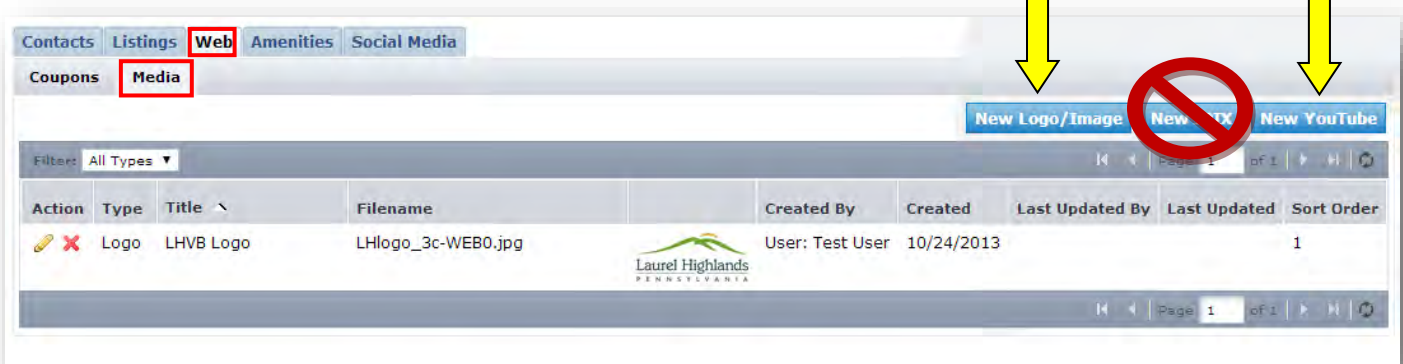 Contacts Listings Web Amenities Social Media
Coupons Media
New Logo/Image New New YouTube
Filter: All Types
Page 1 of 1
Action Type Title Filename Created By Created Last Updated By Last Updated Sort Order
Logo LHVB Logo LHlogo_3c-WEB0.jpg User: Test User 10/24/2013 1
Laurel Highlands
PENNSYLVANIA
Page 1 of 1